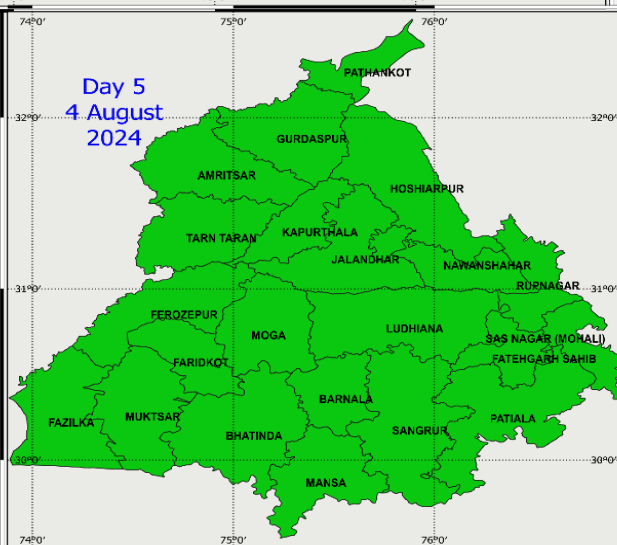 74°0'
75°0'
76°0'
PATHANKOT
Day 5
4 August
2024
32°0'
32°0'
GURDASPUR
AMRITSAR
HOSHIARPUR
TARN TARAN
KAPURTHALA
JALANDHAR
NAWANSHAHAR
RUPNAGAR
31°0'
31°0'
FEROZEPUR
MOGA
LUDHIANA
SAS NAGAR (MOHALI)
FATEHGARH SAHIB
FARIDKOT
BARNALA
FAZILKA
MUKTSAR
PATIALA
BHATINDA
SANGRUR
30°0'
30°0'
MANSA
74°0'
75°0'
76°0'